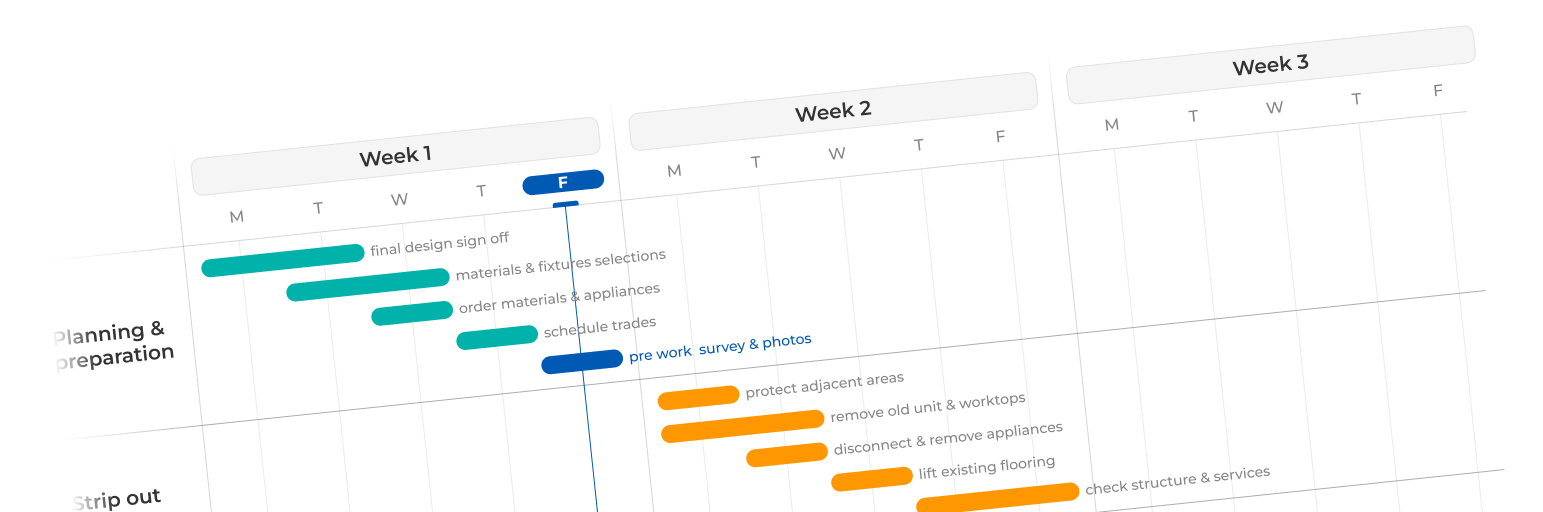 Week 1
Week 2
Week 3
M T W T F
M T W T F
M T W T F
Planning &
preparation
final design sign off
materials & fixtures selections
order materials & appliances
schedule trades
pre work survey & photos
Strip out
protect adjacent areas
remove old unit & worktops
disconnect & remove appliances
lift existing flooring
check structure & services